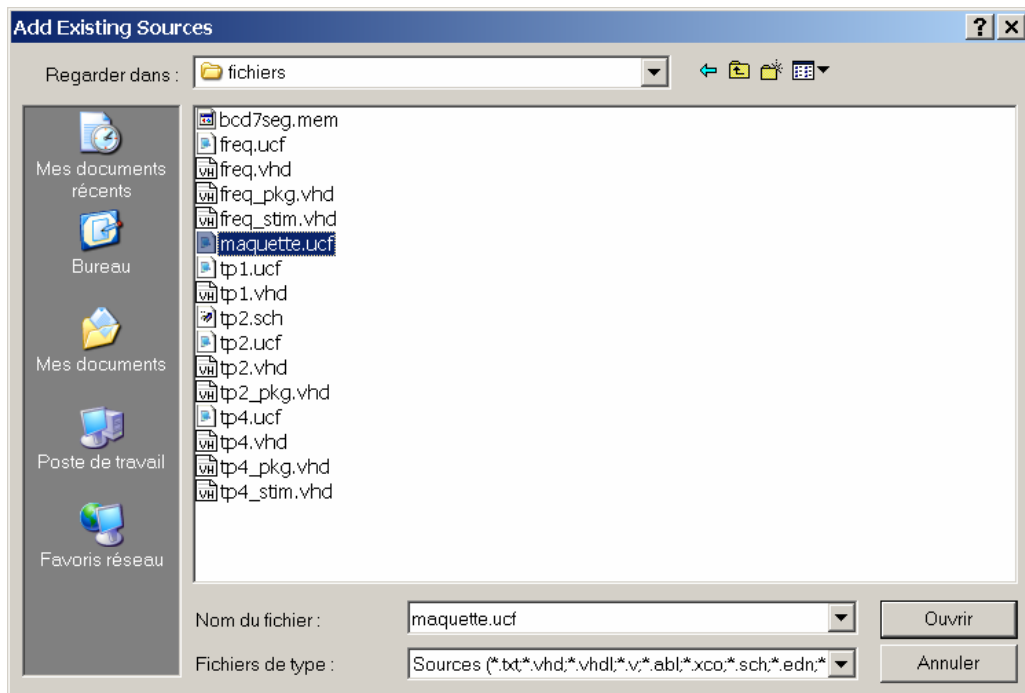 Add Existing Sources
Regarder dans :
fichiers
Mes documents
récents
Bureau
Mes documents
Poste de travail
Favoris réseau
bcd7seg.mem
freq.ucf
freq.vhd
freq_pkg.vhd
freq_stim.vhd
maquette.ucf
tp1.ucf
tp1.vhd
tp2.sch
tp2.ucf
tp2.vhd
tp2_pkg.vhd
tp4.ucf
tp4.vhd
tp4_pkg.vhd
tp4_stim.vhd
Nom du fichier :
maquette.ucf
Ouvrir
Fichiers de type :
Sources (*.txt;*.vhd;*.vhdl;*.v;*.abl;*.xco;*.sch;*.edn;*
Annuler